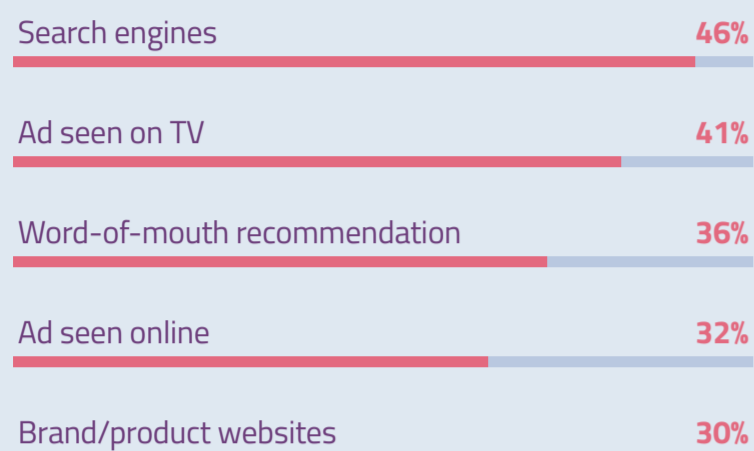 Search engines 46%
Ad seen on TV 41%
Word-of-mouth recommendation 36%
Ad seen online 32%
Brand/product websites 30%